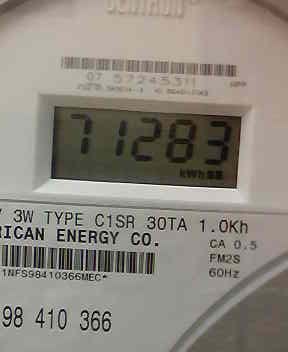 CENTRON
07 57245311
71283
kWh
3W TYPE C1SR 30TA 1.0Kh
RICAN ENERGY CO.
CA 0.5
FM2S
60Hz
1NFS98410366MEC*
98 410 366